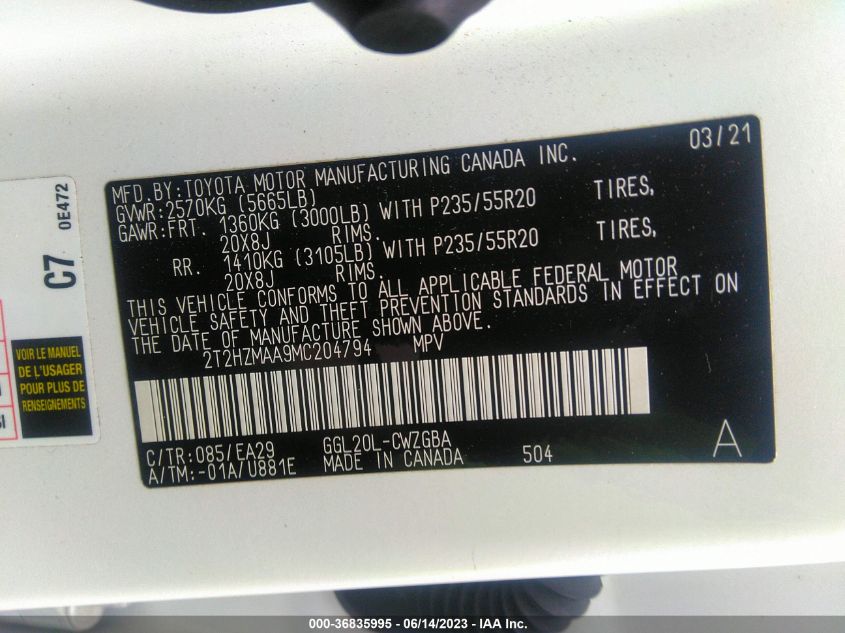 03/21
MFD.BY:TOYOTA MOTOR MANUFACTURING CANADA INC.
GVWR:2570KG (5665LB)
GAWR:FRT. 1360KG (3000LB) WITH P235/55R20 TIRES,
20X8J RIMS.
RR. 1410KG (3105LB) WITH P235/55R20 TIRES,
20X8J RIMS.
THIS VEHICLE CONFORMS TO ALL APPLICABLE FEDERAL MOTOR
VEHICLE SAFETY AND THEFT PREVENTION STANDARDS IN EFFECT ON
THE DATE OF MANUFACTURE SHOWN ABOVE.
2T2HZMAA9MC204794 MPV
C/TR:085/EA29 GGL20L-CWZGBA
A/TM:-01A/U881E MADE IN CANADA 504
A
C7 0E472
VOIR LE MANUEL
DE L'USAGER
POUR PLUS DE
RENSEIGNEMENTS
000-36835995 - 06/14/2023 - IAA Inc.